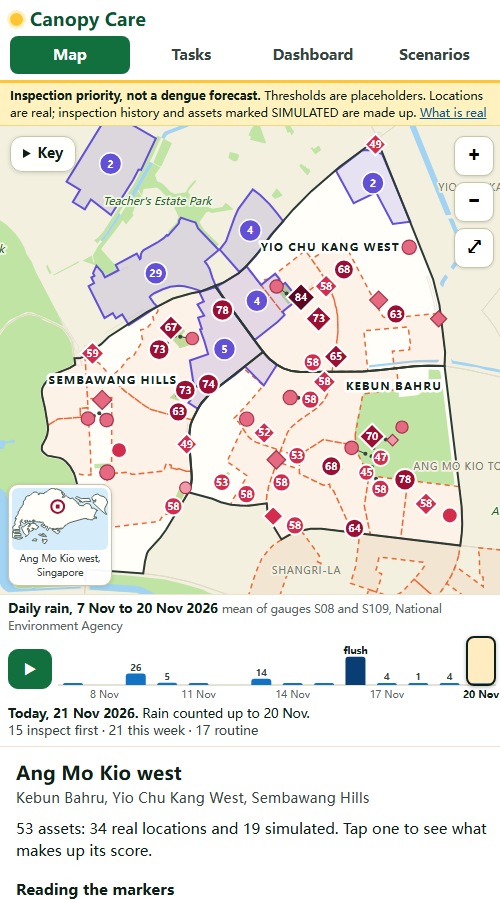 Canopy Care
Map
Tasks
Dashboard
Scenarios
Inspection priority, not a dengue forecast. Thresholds are placeholders. Locations
are real; inspection history and assets marked SIMULATED are made up. What is real
▶ Key
+
−
2
49
2
YIO
Teacher's Estate Park
k
4
YIO CHU KANG WEST
29
68
58
4
84
78
73
63
67
59
73
5
58
65
SEMBAWANG HILLS
73
74
58
KEBUN BAHRU
63
58
52
70
49
53
47
68
45
ANG MO KIO TO
53
58
58
58
78
58
58
58
64
A
SHANGRI-LA
Ang Mo Kio west,
Singapore
Daily rain, 7 Nov to 20 Nov 2026 mean of gauges S08 and S109, National
Environment Agency
26
5
14
flush
4
1
4
8 Nov
11 Nov
14 Nov
17 Nov
20 Nov
Today, 21 Nov 2026. Rain counted up to 20 Nov.
15 inspect first · 21 this week · 17 routine
Ang Mo Kio west
Kebun Bahru, Yio Chu Kang West, Sembawang Hills
53 assets: 34 real locations and 19 simulated. Tap one to see what
makes up its score.
Reading the markers